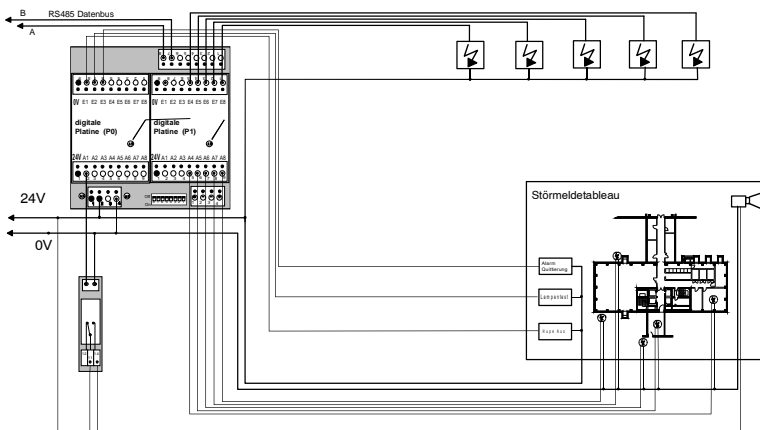 B RS485 Datenbus
A
0V E1 E2 E3 E4 E5 E6 E7 E8 0V E1 E2 E3 E4 E5 E6 E7 E8
digitale
Platine (P0)
digitale
Platine (P1)
24V A1 A2 A3 A4 A5 A6 A7 A8 24V A1 A2 A3 A4 A5 A6 A7 A8
24V
0V
Störmeldetableau
Alarm
Quittierung
Lampentest
Hupe Aus